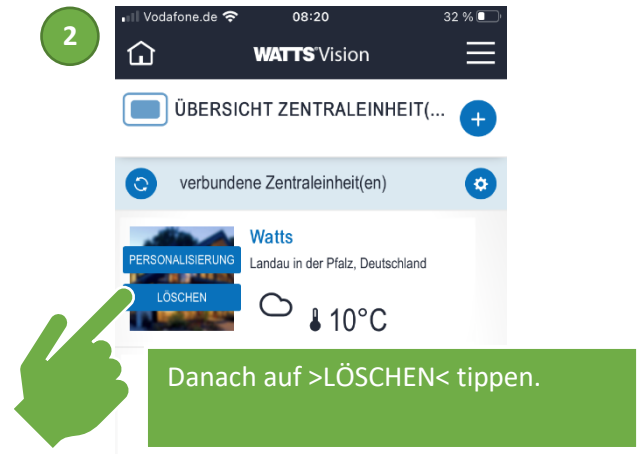 2
Vodafone.de 08:20 32 %
WATTS Vision
ÜBERSICHT ZENTRALEINHEIT(...
+
verbundene Zentraleinheit(en)
Watts
PERSONALISIERUNG
Landau in der Pfalz, Deutschland
LÖSCHEN
10°C
Danach auf >LÖSCHEN< tippen.